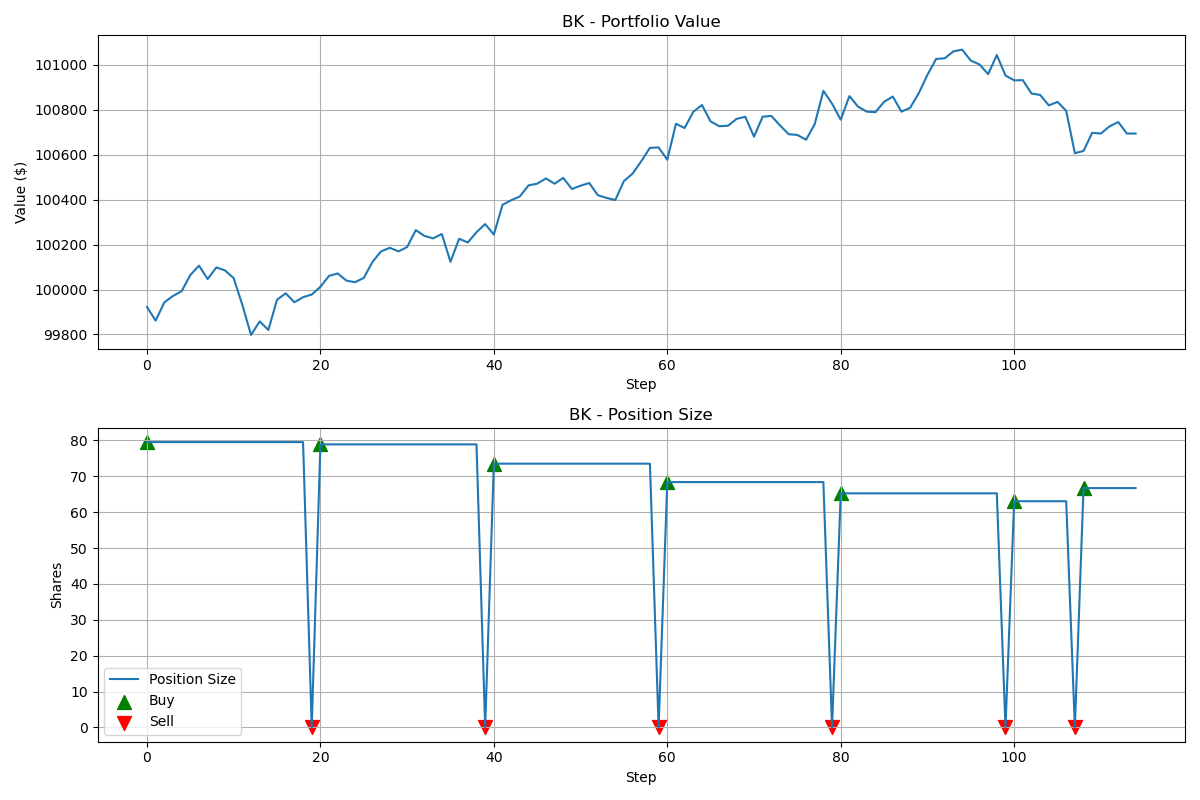 BK - Portfolio Value
Value ($)
101000
100800
100600
100400
100200
100000
99800
0 20 40 60 80 100
Step
BK - Position Size
Shares
80
70
60
50
40
30
20
10
0
Position Size
Buy
Sell
0 20 40 60 80 100
Step